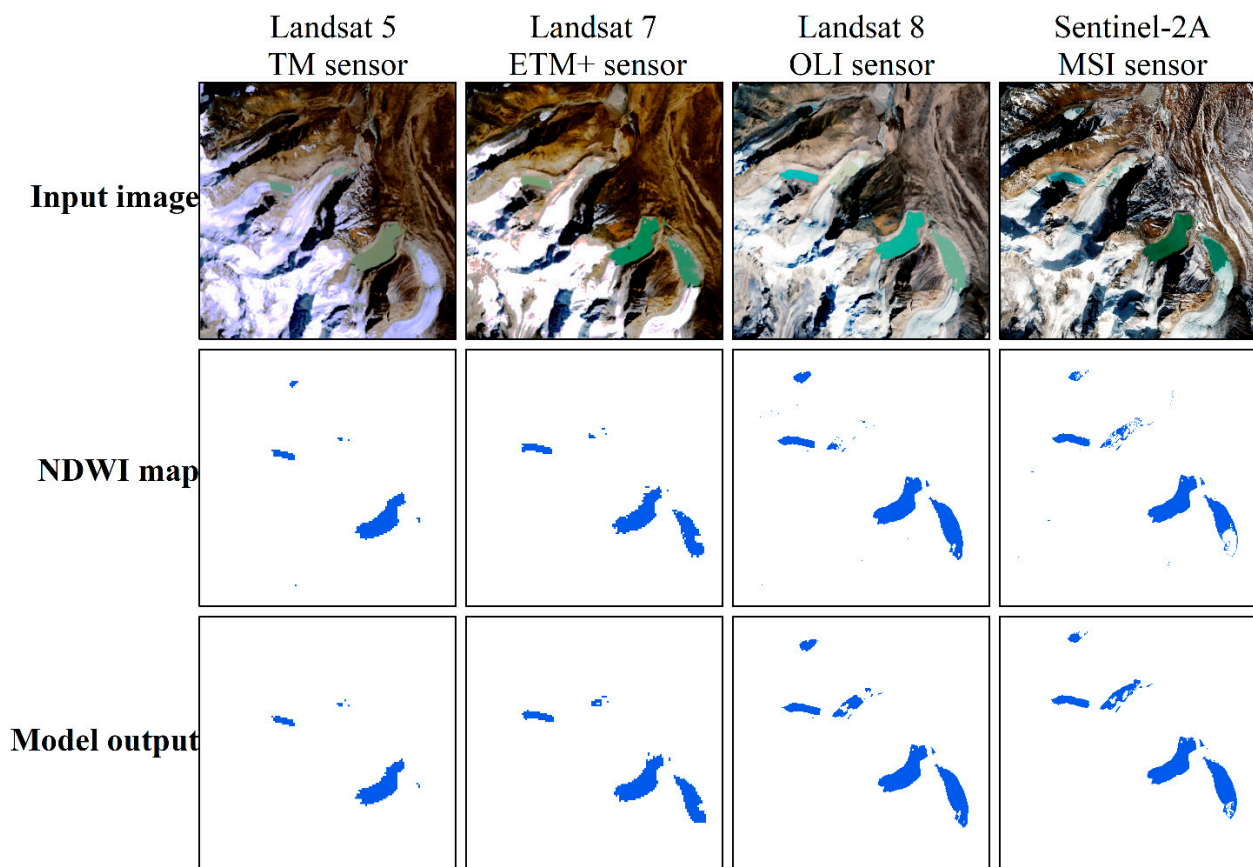 Landsat 5
TM sensor
Landsat 7
ETM+ sensor
Landsat 8
OLI sensor
Sentinel-2A
MSI sensor
Input image
NDWI map
Model output